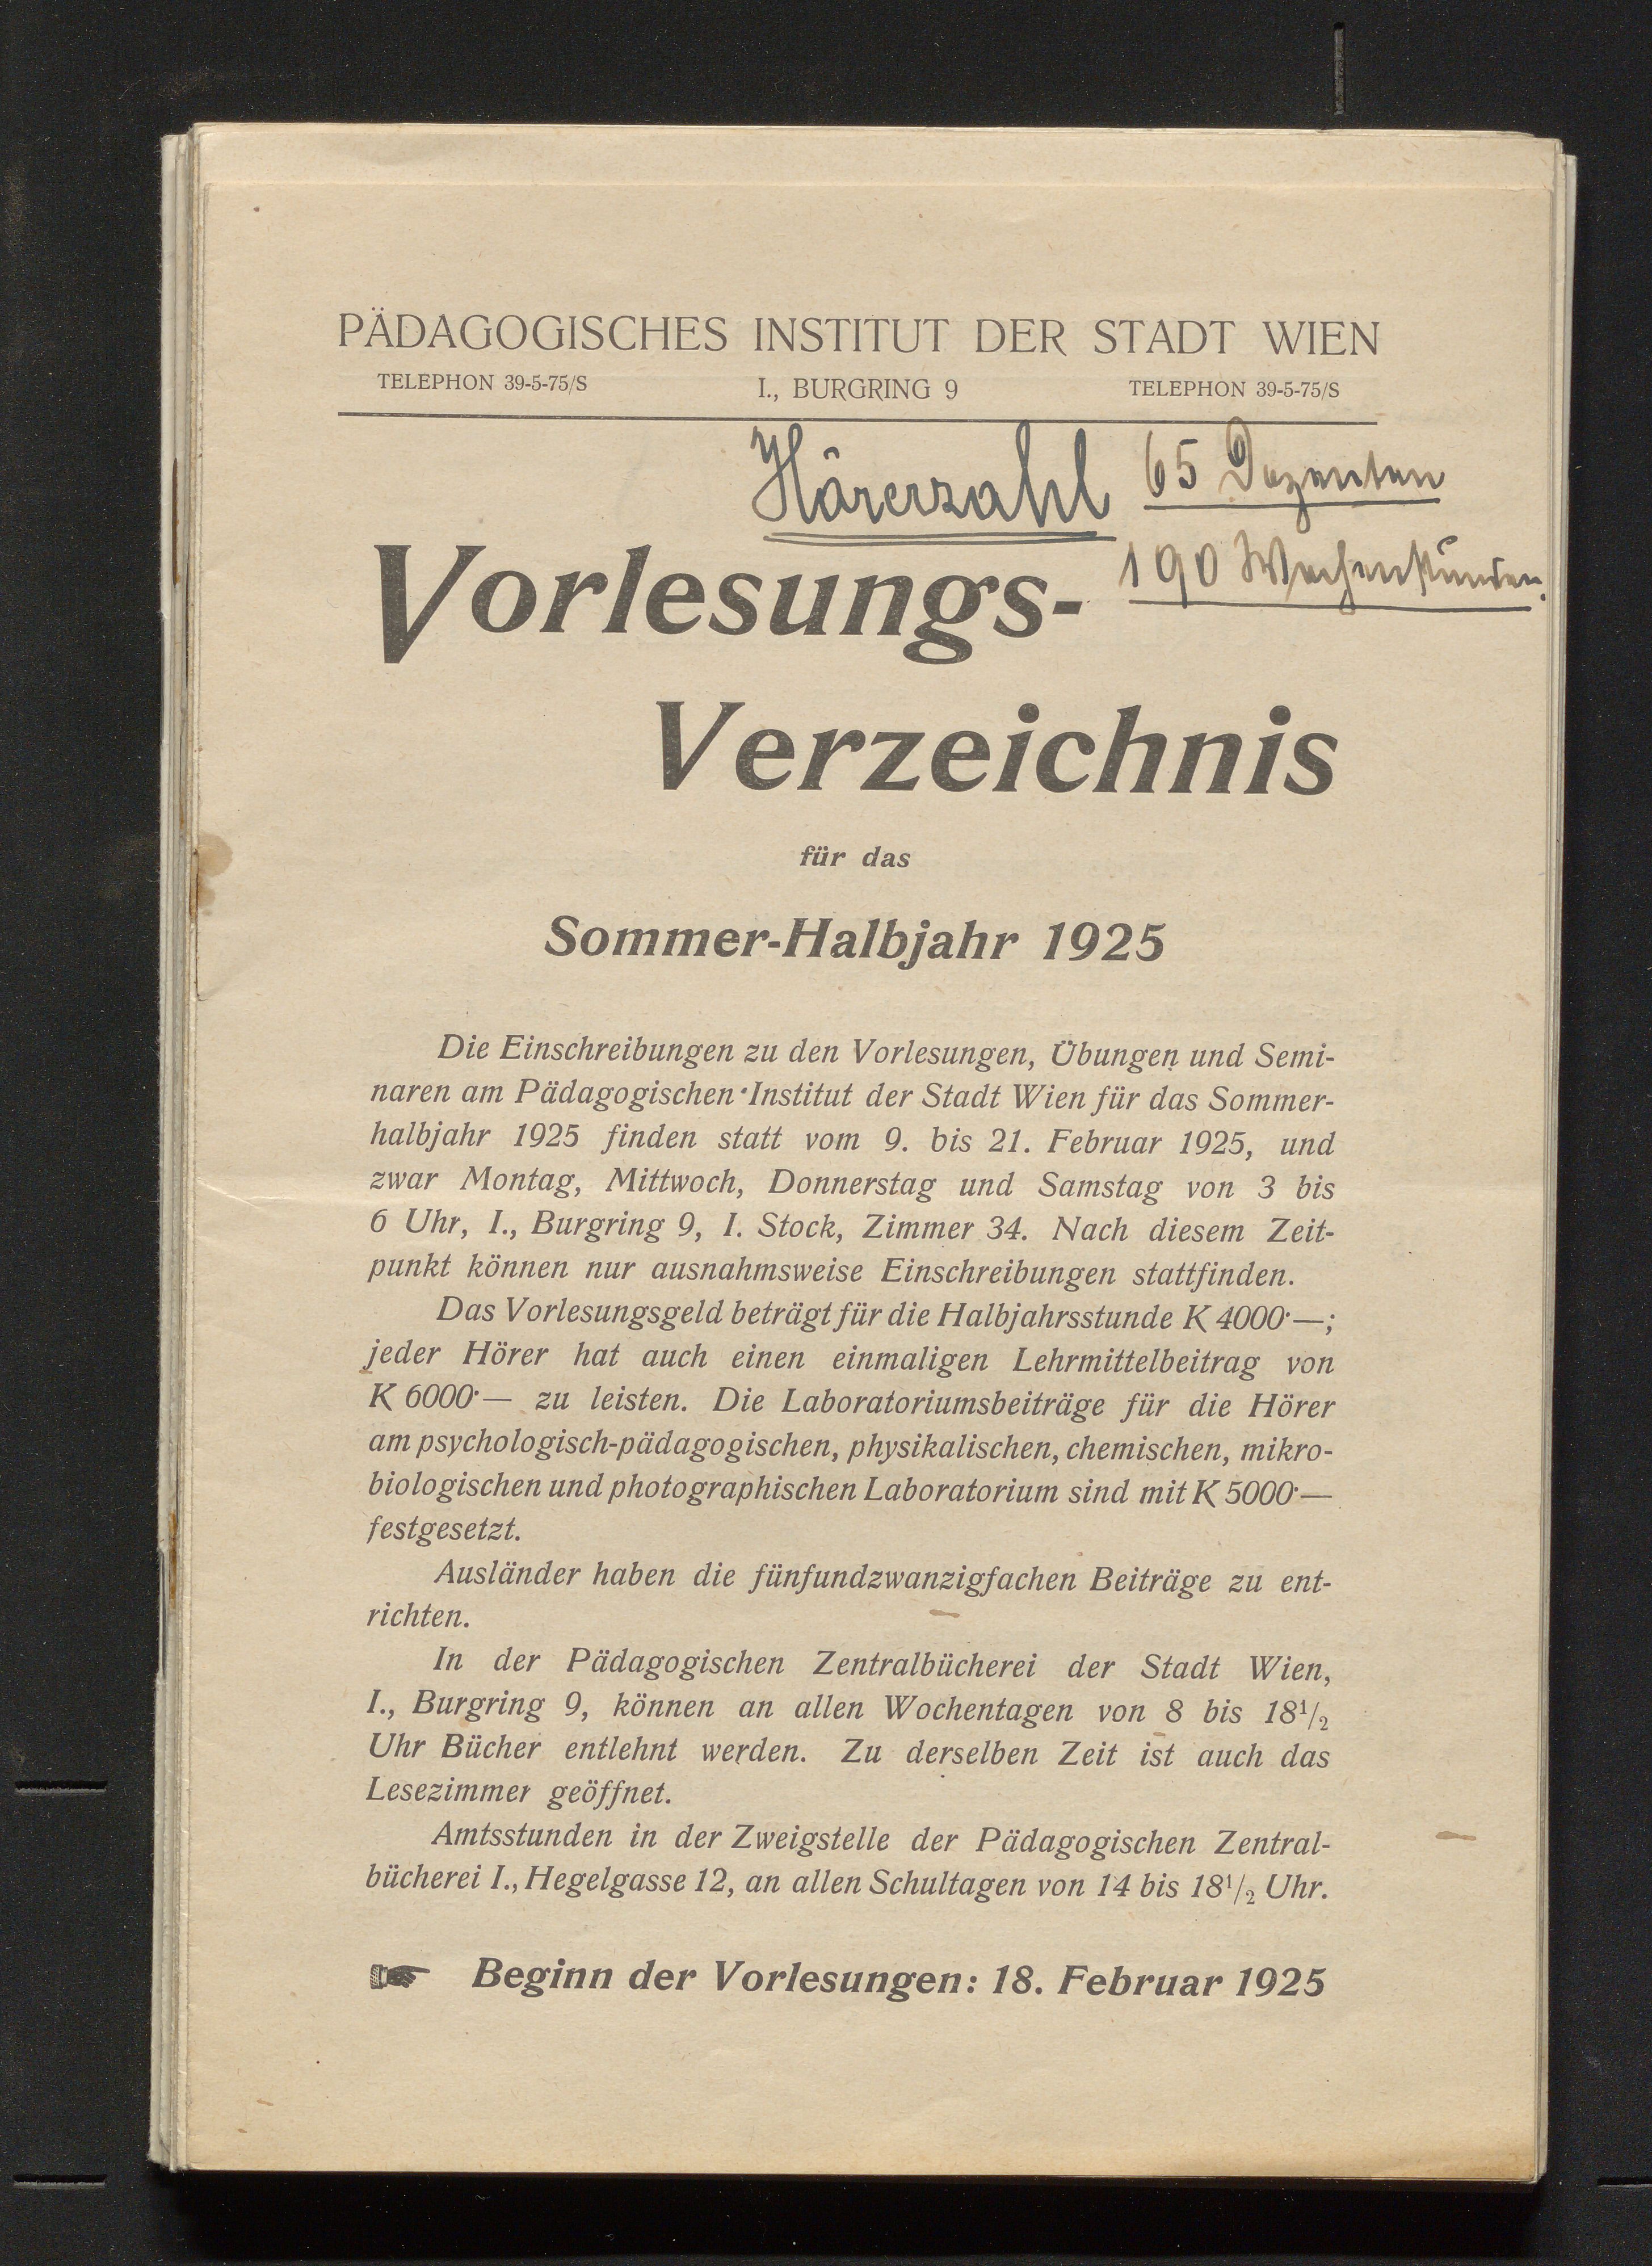 PÄDAGOGISCHES INSTITUT DER STADT WIEN
TELEPHON 39-5-75/S I., BURGRING 9 TELEPHON 39-5-75/S
Hörerzahl 65 Dozenten
190 Wochenstunden.
Vorlesungs-
Verzeichnis
für das
Sommer-Halbjahr 1925
Die Einschreibungen zu den Vorlesungen, Übungen und Semi-
naren am Pädagogischen Institut der Stadt Wien für das Sommer-
halbjahr 1925 finden statt vom 9. bis 21. Februar 1925, und
zwar Montag, Mittwoch, Donnerstag und Samstag von 3 bis
6 Uhr, I., Burgring 9, I. Stock, Zimmer 34. Nach diesem Zeit-
punkt können nur ausnahmsweise Einschreibungen stattfinden.
Das Vorlesungsgeld beträgt für die Halbjahrsstunde K 4000·—;
jeder Hörer hat auch einen einmaligen Lehrmittelbeitrag von
K 6000·— zu leisten. Die Laboratoriumsbeiträge für die Hörer
am psychologisch-pädagogischen, physikalischen, chemischen, mikro-
biologischen und photographischen Laboratorium sind mit K 5000·—
festgesetzt.
Ausländer haben die fünfundzwanzigfachen Beiträge zu ent-
richten.
In der Pädagogischen Zentralbücherei der Stadt Wien,
I., Burgring 9, können an allen Wochentagen von 8 bis 18¹/₂
Uhr Bücher entlehnt werden. Zu derselben Zeit ist auch das
Lesezimmer geöffnet.
Amtsstunden in der Zweigstelle der Pädagogischen Zentral-
bücherei I., Hegelgasse 12, an allen Schultagen von 14 bis 18¹/₂ Uhr.
☞ Beginn der Vorlesungen: 18. Februar 1925